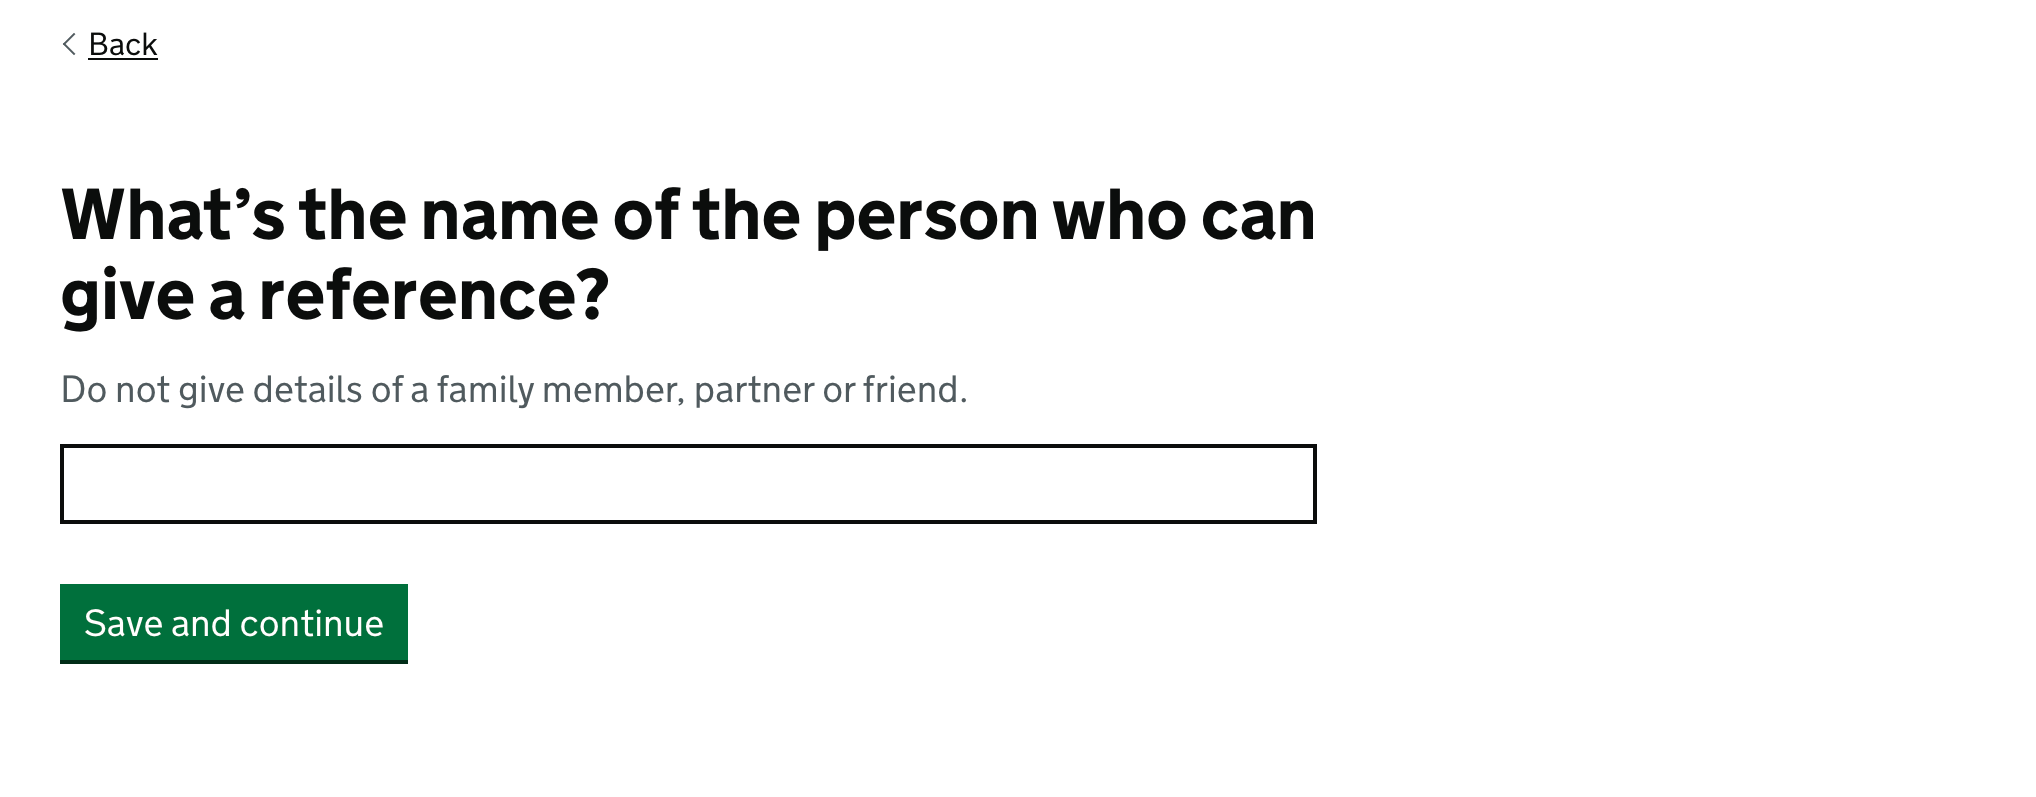 Back
What’s the name of the person who can
give a reference?
Do not give details of a family member, partner or friend.
Save and continue